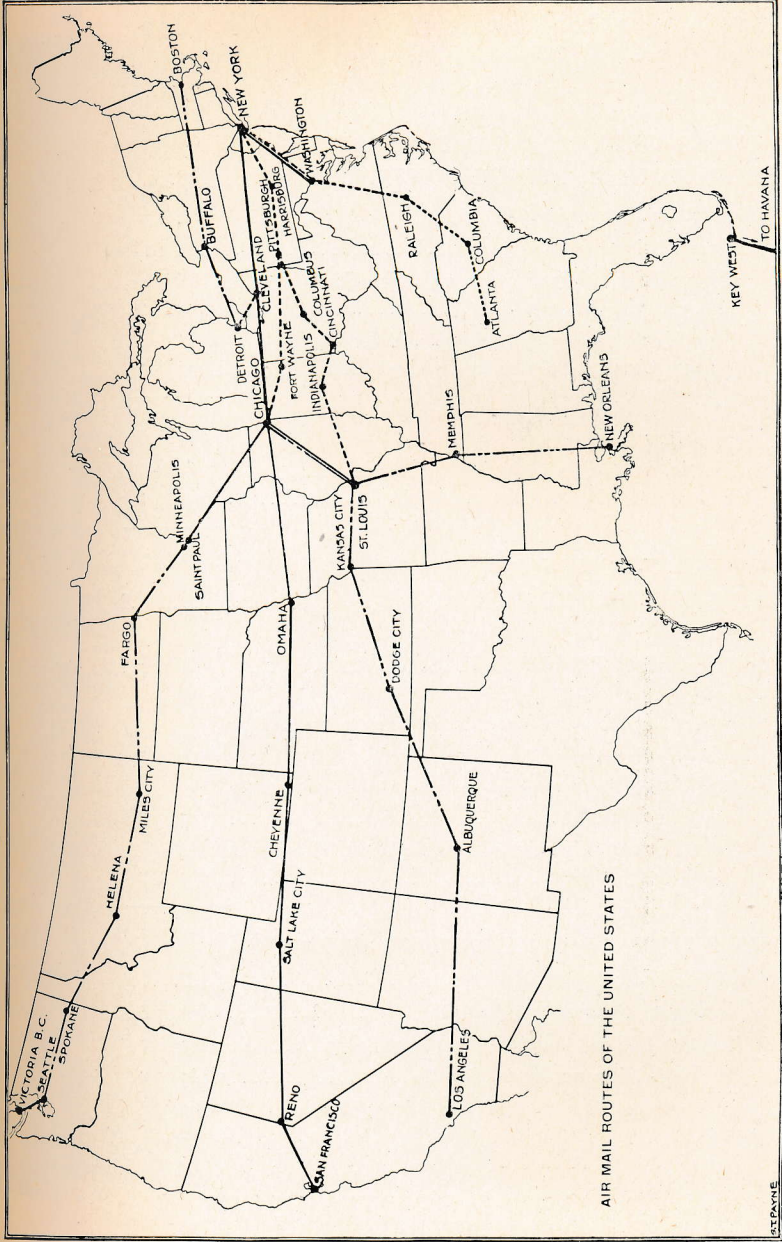 VICTORIA B.C.
SEATTLE
SPOKANE
HELENA
MILES CITY
FARGO
SAINT PAUL
MINNEAPOLIS
CHICAGO
DETROIT
CLEVELAND
BUFFALO
BOSTON
NEW YORK
PITTSBURGH
HARRISBURG
WASHINGTON
FORT WAYNE
COLUMBUS
CINCINNATI
INDIANAPOLIS
SAN FRANCISCO
RENO
SALT LAKE CITY
CHEYENNE
OMAHA
KANSAS CITY
ST. LOUIS
DODGE CITY
ALBUQUERQUE
LOS ANGELES
MEMPHIS
NEW ORLEANS
RALEIGH
COLUMBIA
ATLANTA
KEY WEST
TO HAVANA
AIR MAIL ROUTES OF THE UNITED STATES
PAYNE